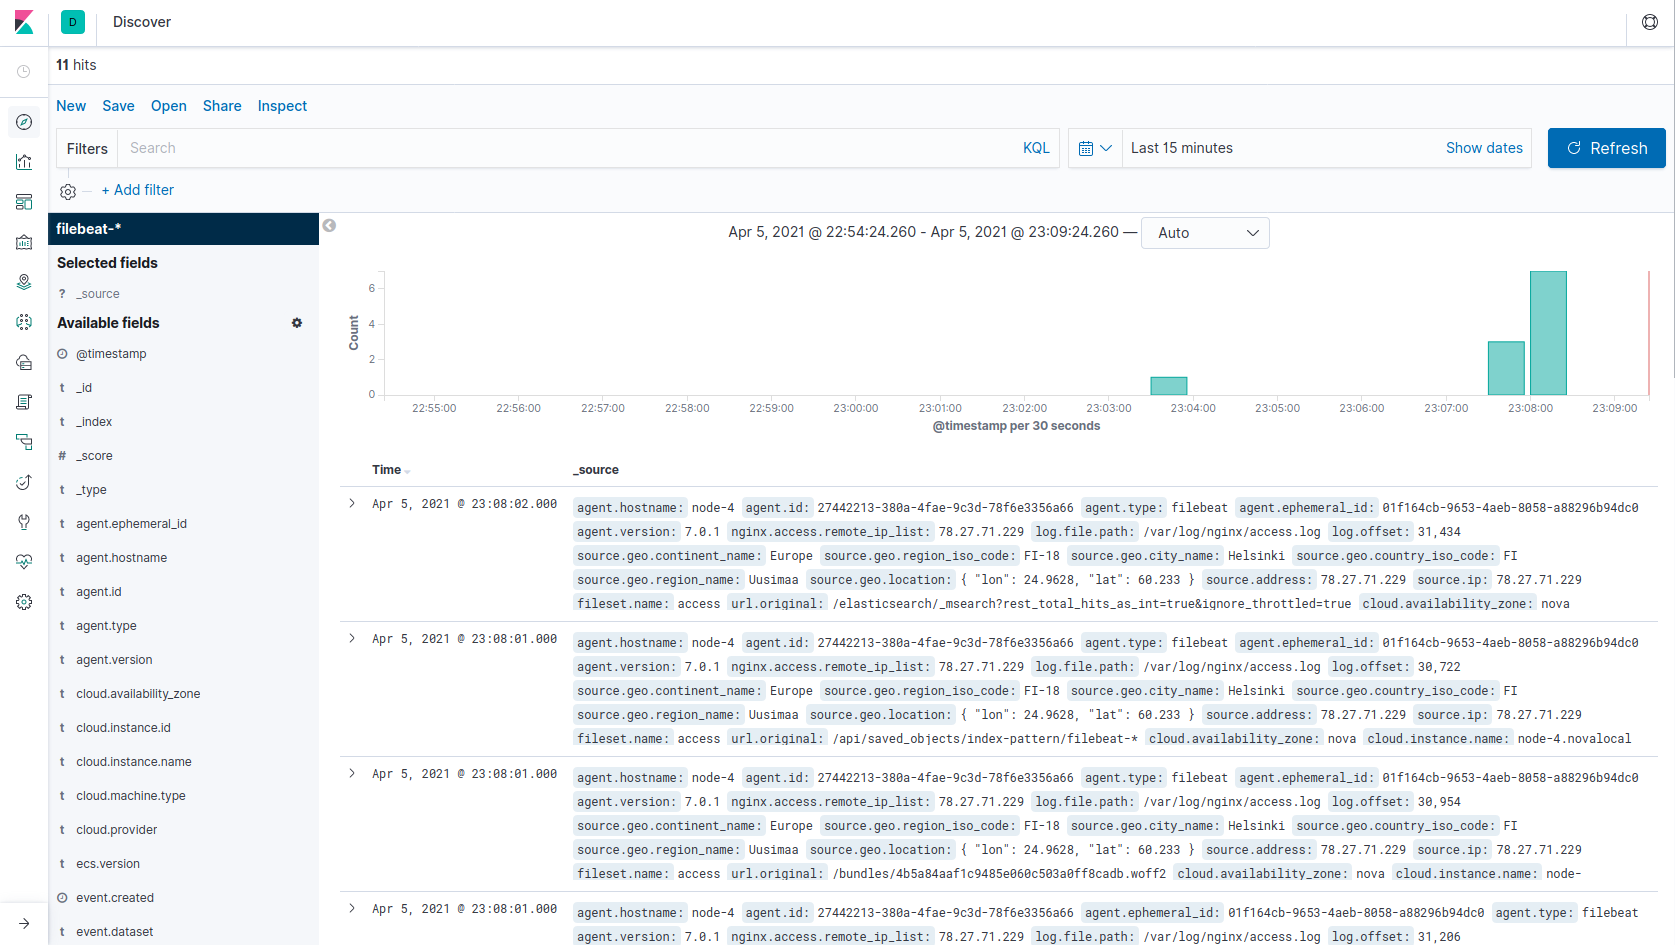 D Discover
11 hits
New Save Open Share Inspect
Filters Search KQL Last 15 minutes Show dates Refresh
+ Add filter
filebeat-*
Selected fields
? _source
Available fields
@timestamp
t _id
t _index
# _score
t _type
t agent.ephemeral_id
t agent.hostname
t agent.id
t agent.type
t agent.version
t cloud.availability_zone
t cloud.instance.id
t cloud.instance.name
t cloud.machine.type
t cloud.provider
t ecs.version
event.created
t event.dataset
Apr 5, 2021 @ 22:54:24.260 - Apr 5, 2021 @ 23:09:24.260 — Auto
Count
6
4
2
0
22:55:00 22:56:00 22:57:00 22:58:00 22:59:00 23:00:00 23:01:00 23:02:00 23:03:00 23:04:00 23:05:00 23:06:00 23:07:00 23:08:00 23:09:00
@timestamp per 30 seconds
Time _source
Apr 5, 2021 @ 23:08:02.000 agent.hostname: node-4 agent.id: 27442213-380a-4fae-9c3d-78f6e3356a66 agent.type: filebeat agent.ephemeral_id: 01f164cb-9653-4aeb-8058-a88296b94dc0
agent.version: 7.0.1 nginx.access.remote_ip_list: 78.27.71.229 log.file.path: /var/log/nginx/access.log log.offset: 31,434
source.geo.continent_name: Europe source.geo.region_iso_code: FI-18 source.geo.city_name: Helsinki source.geo.country_iso_code: FI
source.geo.region_name: Uusimaa source.geo.location: { "lon": 24.9628, "lat": 60.233 } source.address: 78.27.71.229 source.ip: 78.27.71.229
fileset.name: access url.original: /elasticsearch/_msearch?rest_total_hits_as_int=true&ignore_throttled=true cloud.availability_zone: nova
Apr 5, 2021 @ 23:08:01.000 agent.hostname: node-4 agent.id: 27442213-380a-4fae-9c3d-78f6e3356a66 agent.type: filebeat agent.ephemeral_id: 01f164cb-9653-4aeb-8058-a88296b94dc0
agent.version: 7.0.1 nginx.access.remote_ip_list: 78.27.71.229 log.file.path: /var/log/nginx/access.log log.offset: 30,722
source.geo.continent_name: Europe source.geo.region_iso_code: FI-18 source.geo.city_name: Helsinki source.geo.country_iso_code: FI
source.geo.region_name: Uusimaa source.geo.location: { "lon": 24.9628, "lat": 60.233 } source.address: 78.27.71.229 source.ip: 78.27.71.229
fileset.name: access url.original: /api/saved_objects/index-pattern/filebeat-* cloud.availability_zone: nova cloud.instance.name: node-4.novalocal
Apr 5, 2021 @ 23:08:01.000 agent.hostname: node-4 agent.id: 27442213-380a-4fae-9c3d-78f6e3356a66 agent.type: filebeat agent.ephemeral_id: 01f164cb-9653-4aeb-8058-a88296b94dc0
agent.version: 7.0.1 nginx.access.remote_ip_list: 78.27.71.229 log.file.path: /var/log/nginx/access.log log.offset: 30,954
source.geo.continent_name: Europe source.geo.region_iso_code: FI-18 source.geo.city_name: Helsinki source.geo.country_iso_code: FI
source.geo.region_name: Uusimaa source.geo.location: { "lon": 24.9628, "lat": 60.233 } source.address: 78.27.71.229 source.ip: 78.27.71.229
fileset.name: access url.original: /bundles/4b5a84aaf1c9485e060c503a0ff8cadb.woff2 cloud.availability_zone: nova cloud.instance.name: node-
Apr 5, 2021 @ 23:08:01.000 agent.hostname: node-4 agent.id: 27442213-380a-4fae-9c3d-78f6e3356a66 agent.ephemeral_id: 01f164cb-9653-4aeb-8058-a88296b94dc0 agent.type: filebeat
agent.version: 7.0.1 nginx.access.remote_ip_list: 78.27.71.229 log.file.path: /var/log/nginx/access.log log.offset: 31,206